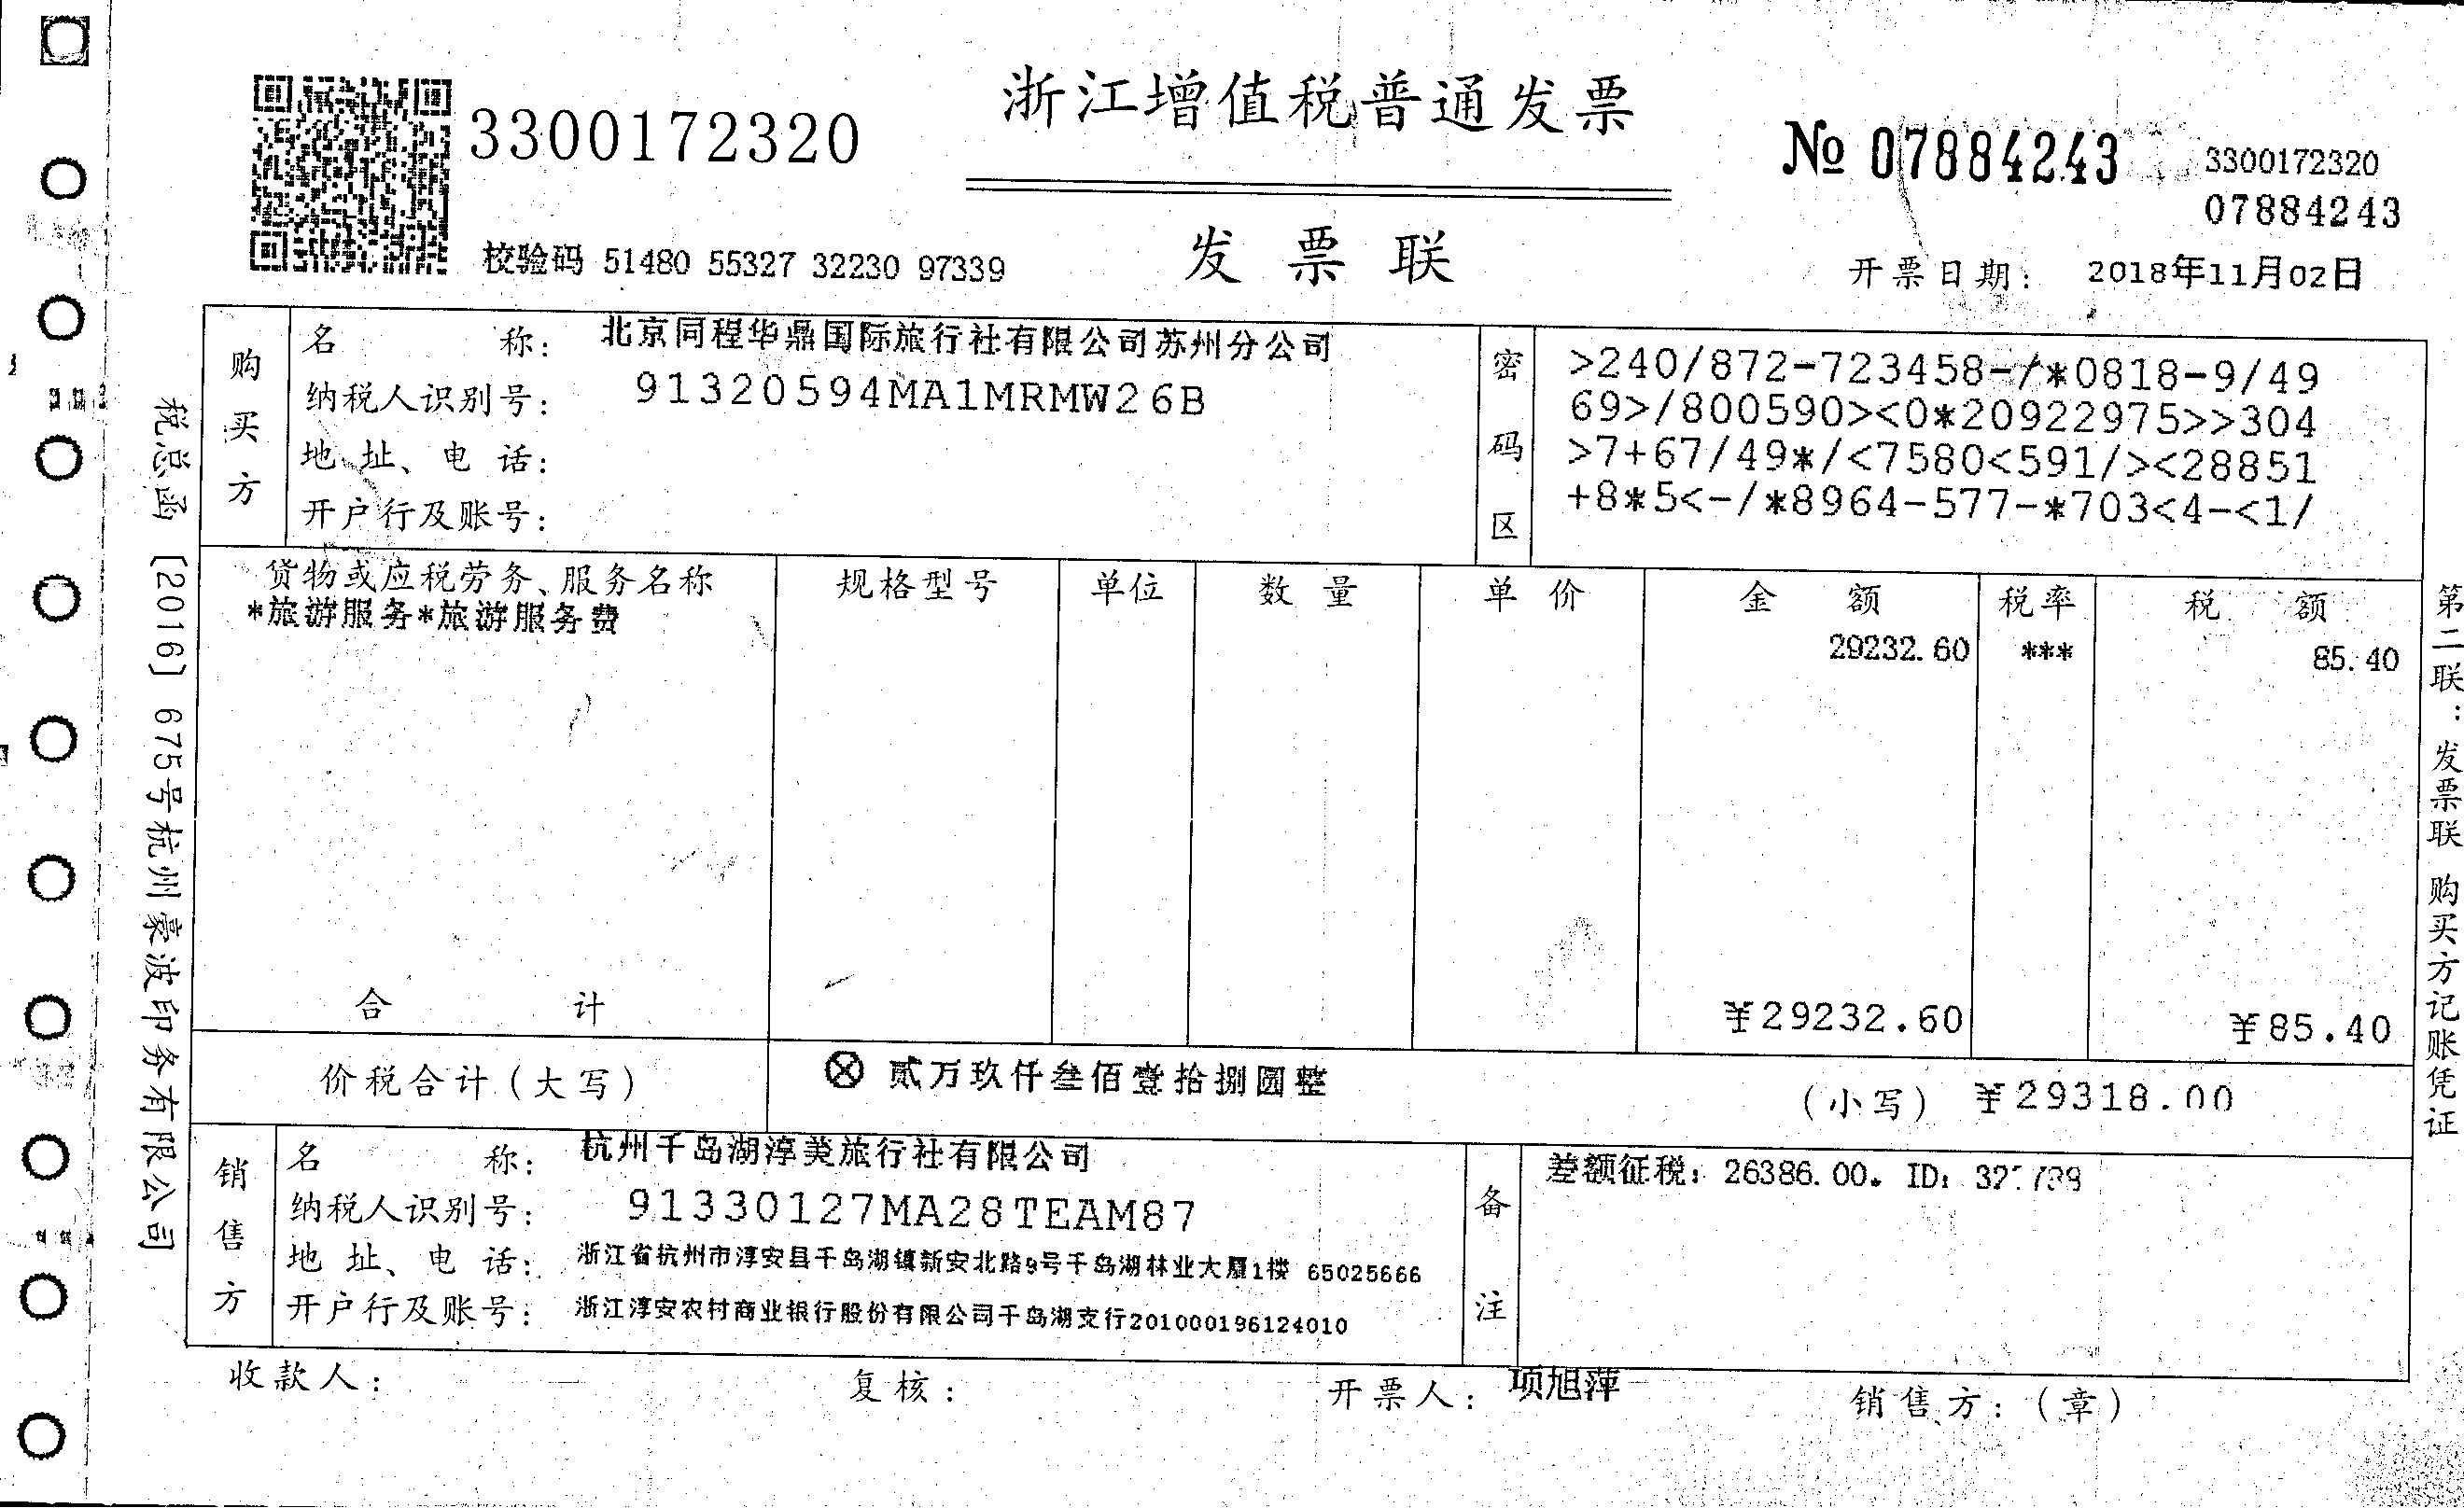 3300172320
浙江增值税普通发票
№ 07884243
3300172320
07884243
校验码 51480 55327 32230 97339
发票联
开票日期： 2018年11月02日
税总函〔2016〕675号杭州豪波印务有限公司
购买方
名称： 北京同程华鼎国际旅行社有限公司苏州分公司
纳税人识别号： 91320594MA1MRMW26B
地址、电话：
开户行及账号：
密码区
>240/872-723458-/*0818-9/49
69>/800590><0*20922975>>304
>7+67/49*/<7580<591/><28851
+8*5<-/*8964-577-*703<4-<1/
货物或应税劳务、服务名称 规格型号 单位 数量 单价 金额 税率 税额
*旅游服务*旅游服务费 29232.60 *** 85.40
合计 ¥29232.60 ¥85.40
价税合计（大写） ⊗ 贰万玖仟叁佰壹拾捌圆整 （小写） ¥29318.00
销售方
名称： 杭州千岛湖淳美旅行社有限公司
纳税人识别号： 91330127MA28TEAM87
地址、电话： 浙江省杭州市淳安县千岛湖镇新安北路9号千岛湖林业大厦1楼 65025666
开户行及账号： 浙江淳安农村商业银行股份有限公司千岛湖支行201000196124010
备注
差额征税：26386.00。ID：
收款人： 复核： 开票人： 项旭萍 销售方：（章）
第二联：发票联 购买方记账凭证